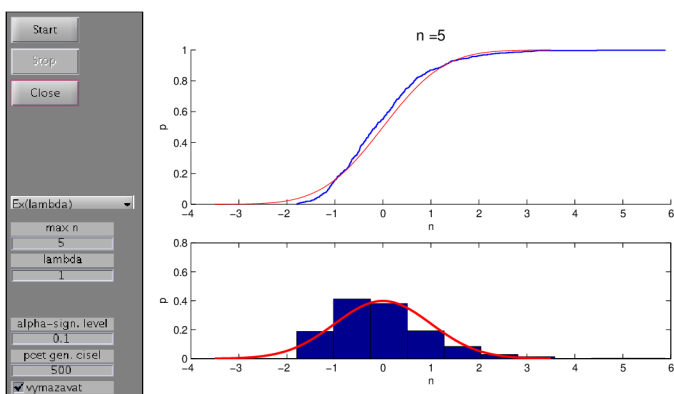 Start
Stop
Close
Ex(lambda)
max n
5
lambda
1
alpha-sign. level
0.1
pcet gen. cisel
500
vymazavat
n =5
1
0.8
0.6
0.4
0.2
0
p
-4 -3 -2 -1 0 1 2 3 4 5 6
n
0.8
0.6
0.4
0.2
0
p
-4 -3 -2 -1 0 1 2 3 4 5 6
n